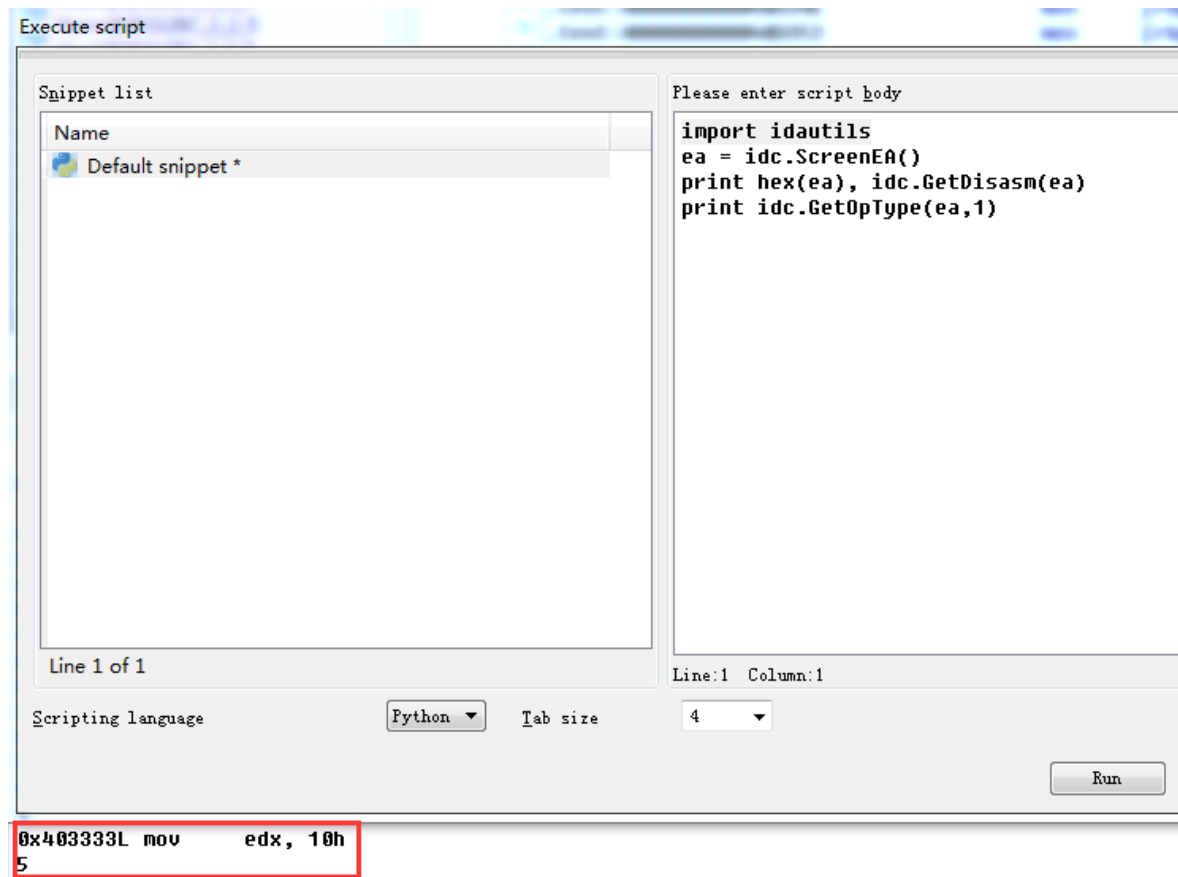 Execute script
Snippet list
Please enter script body
Name
Default snippet *
import idautils
ea = idc.ScreenEA()
print hex(ea), idc.GetDisasm(ea)
print idc.GetOpType(ea,1)
Line 1 of 1
Line:1 Column:1
Scripting language
Python
Tab size
4
Run
0x403333L mov edx, 10h
5